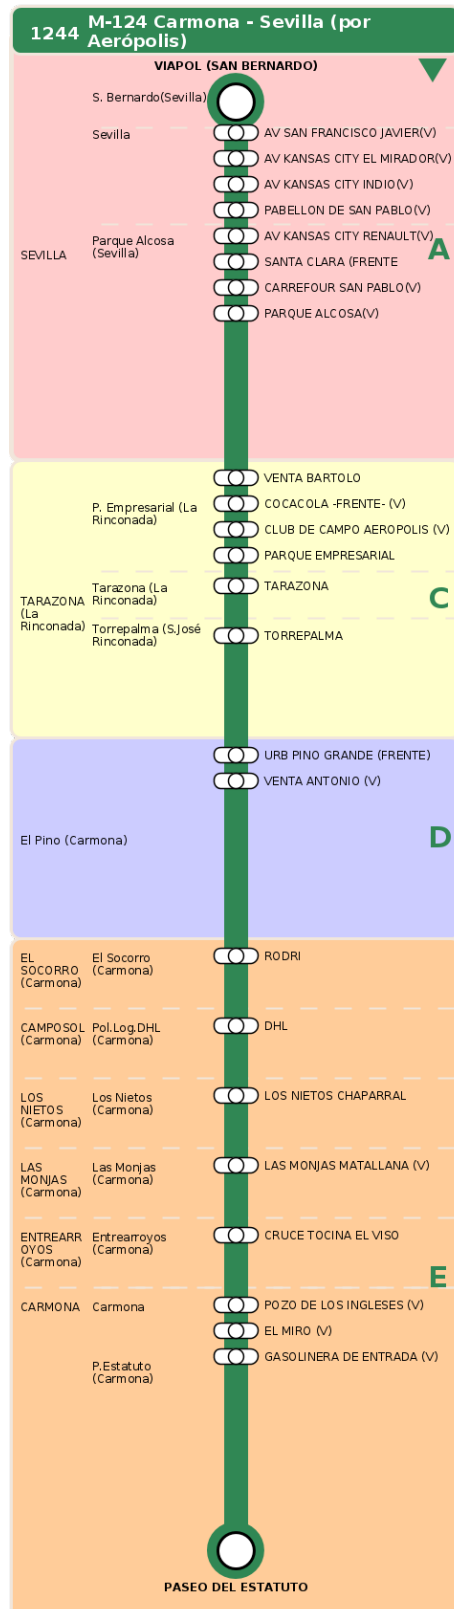 1244
M-124 Carmona - Sevilla (por
Aerópolis)
VIAPOL (SAN BERNARDO)
S. Bernardo(Sevilla)
Sevilla
AV SAN FRANCISCO JAVIER(V)
AV KANSAS CITY EL MIRADOR(V)
AV KANSAS CITY INDIO(V)
PABELLON DE SAN PABLO(V)
SEVILLA
Parque Alcosa
(Sevilla)
AV KANSAS CITY RENAULT(V)
A
SANTA CLARA (FRENTE
CARREFOUR SAN PABLO(V)
PARQUE ALCOSA(V)
VENTA BARTOLO
P. Empresarial (La
Rinconada)
COCACOLA -FRENTE- (V)
CLUB DE CAMPO AEROPOLIS (V)
PARQUE EMPRESARIAL
TARAZONA
(La
Rinconada)
Tarazona (La
Rinconada)
TARAZONA
C
Torrepalma (S.José
Rinconada)
TORREPALMA
URB PINO GRANDE (FRENTE)
VENTA ANTONIO (V)
El Pino (Carmona)
D
EL
SOCORRO
(Carmona)
El Socorro
(Carmona)
RODRI
CAMPOSOL
(Carmona)
Pol.Log.DHL
(Carmona)
DHL
LOS
NIETOS
(Carmona)
Los Nietos
(Carmona)
LOS NIETOS CHAPARRAL
LAS
MONJAS
(Carmona)
Las Monjas
(Carmona)
LAS MONJAS MATALLANA (V)
ENTREARR
OYOS
(Carmona)
Entrearroyos
(Carmona)
CRUCE TOCINA EL VISO
E
CARMONA
Carmona
POZO DE LOS INGLESES (V)
EL MIRO (V)
GASOLINERA DE ENTRADA (V)
P.Estatuto
(Carmona)
PASEO DEL ESTATUTO